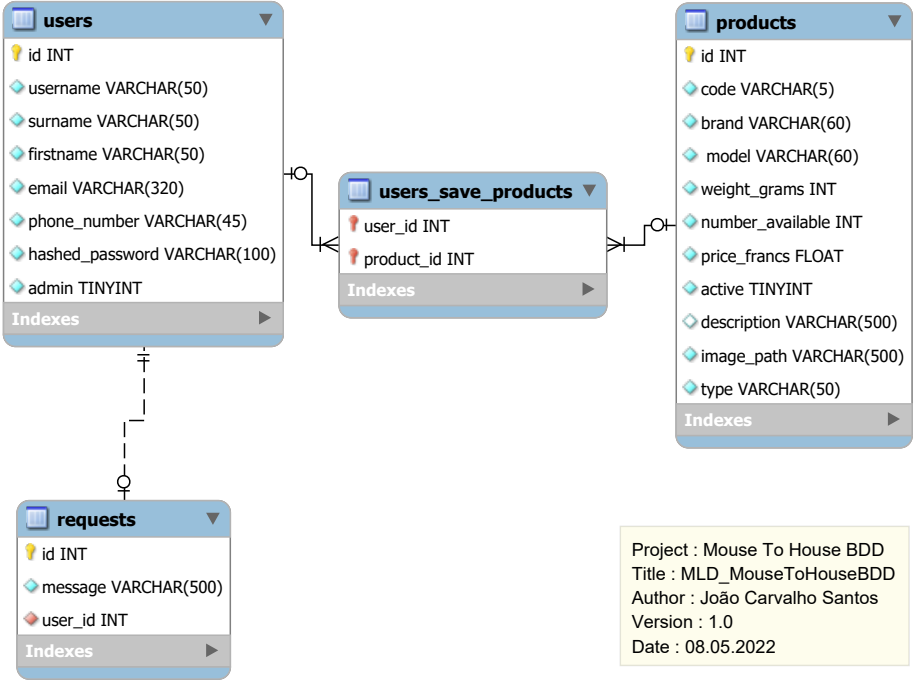 users
id INT
username VARCHAR(50)
surname VARCHAR(50)
firstname VARCHAR(50)
email VARCHAR(320)
phone_number VARCHAR(45)
hashed_password VARCHAR(100)
admin TINYINT
Indexes
users_save_products
user_id INT
product_id INT
Indexes
products
id INT
code VARCHAR(5)
brand VARCHAR(60)
model VARCHAR(60)
weight_grams INT
number_available INT
price_francs FLOAT
active TINYINT
description VARCHAR(500)
image_path VARCHAR(500)
type VARCHAR(50)
Indexes
requests
id INT
message VARCHAR(500)
user_id INT
Indexes
Project : Mouse To House BDD
Title : MLD_MouseToHouseBDD
Author : João Carvalho Santos
Version : 1.0
Date : 08.05.2022